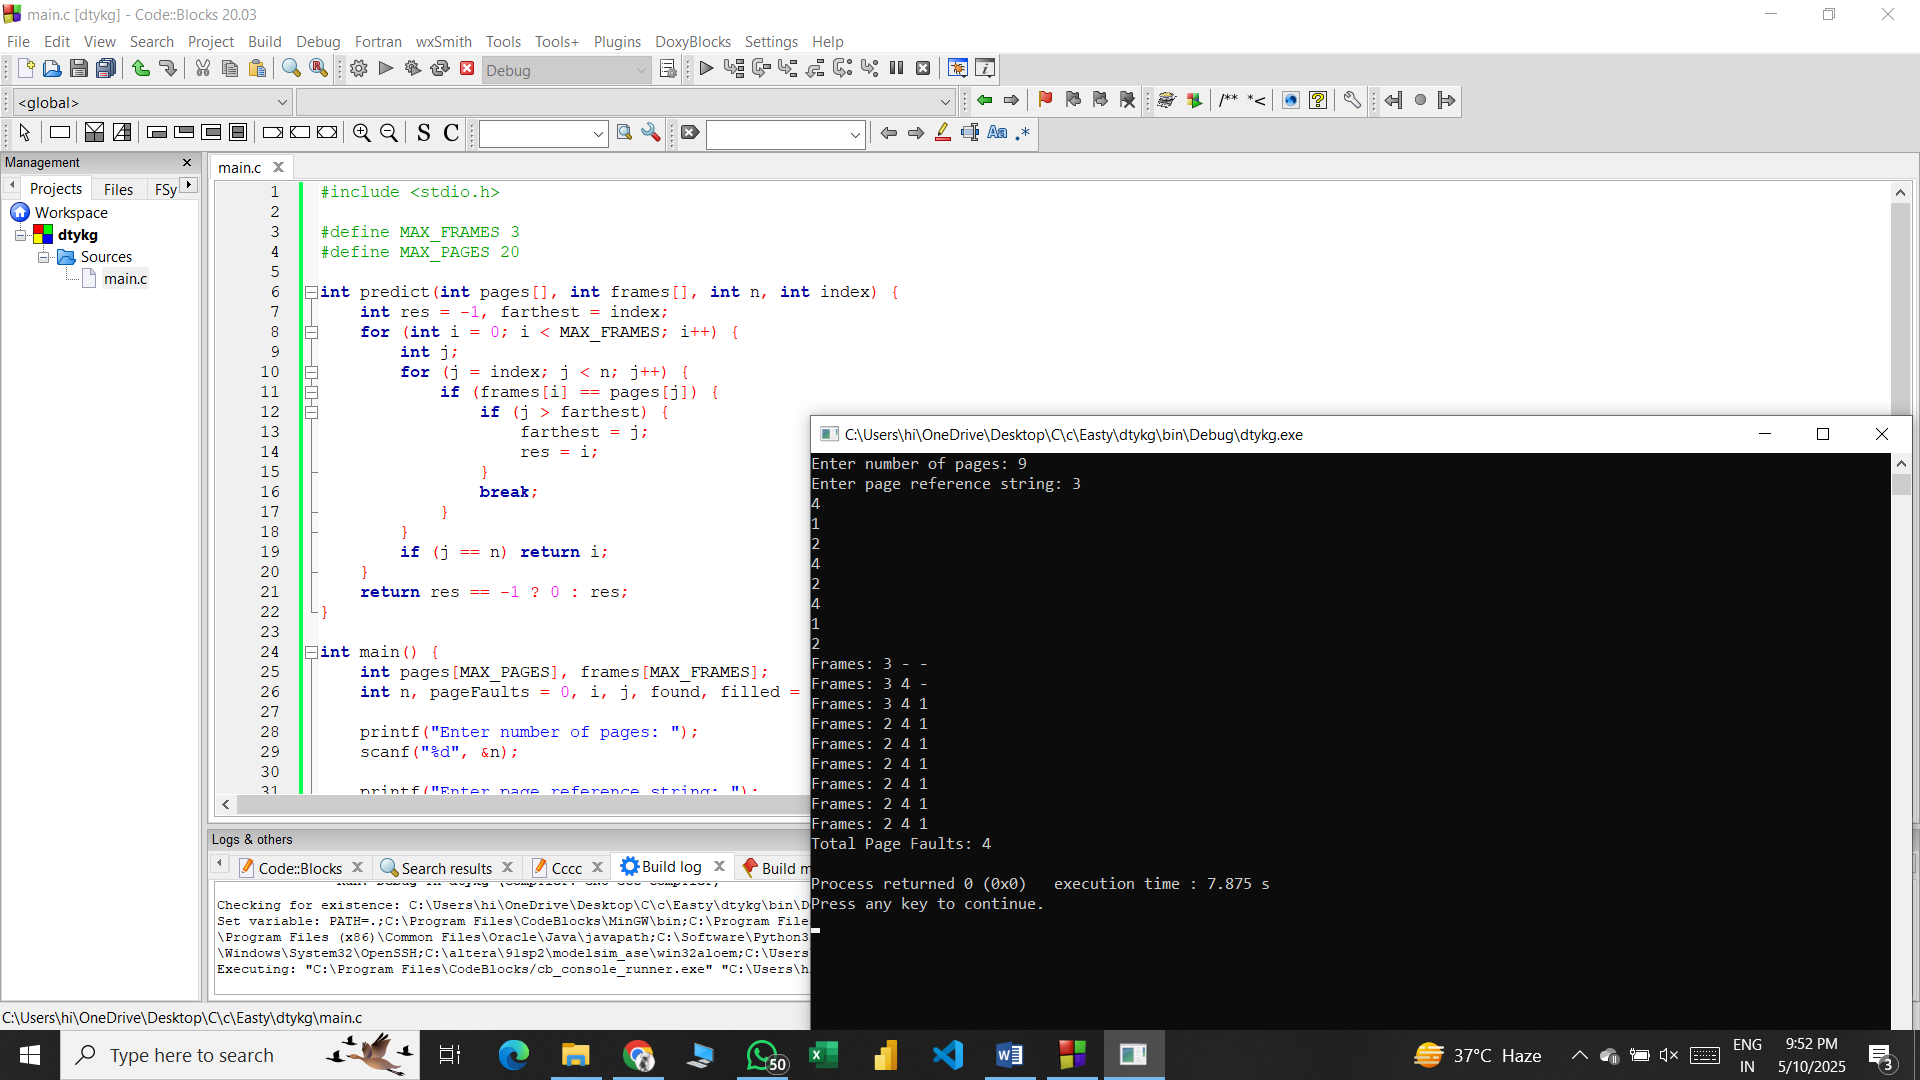 main.c [dtykg] - Code::Blocks 20.03
File Edit View Search Project Build Debug Fortran wxSmith Tools Tools+ Plugins DoxyBlocks Settings Help
Debug
<global>
/** *<
S C
Aa .*
Management
Projects Files FSy
Workspace
dtykg
Sources
main.c
main.c
1 #include <stdio.h>
2
3 #define MAX_FRAMES 3
4 #define MAX_PAGES 20
5
6 int predict(int pages[], int frames[], int n, int index) {
7 int res = -1, farthest = index;
8 for (int i = 0; i < MAX_FRAMES; i++) {
9 int j;
10 for (j = index; j < n; j++) {
11 if (frames[i] == pages[j]) {
12 if (j > farthest) {
13 farthest = j;
14 res = i;
15 }
16 break;
17 }
18 }
19 if (j == n) return i;
20 }
21 return res == -1 ? 0 : res;
22 }
23
24 int main() {
25 int pages[MAX_PAGES], frames[MAX_FRAMES];
26 int n, pageFaults = 0, i, j, found, filled =
27
28 printf("Enter number of pages: ");
29 scanf("%d", &n);
30
31 printf("Enter page reference string: ");
C:\Users\hi\OneDrive\Desktop\C\c\Easty\dtykg\bin\Debug\dtykg.exe
Enter number of pages: 9
Enter page reference string: 3
4
1
2
4
2
4
1
2
Frames: 3 - -
Frames: 3 4 -
Frames: 3 4 1
Frames: 2 4 1
Frames: 2 4 1
Frames: 2 4 1
Frames: 2 4 1
Frames: 2 4 1
Frames: 2 4 1
Total Page Faults: 4
Process returned 0 (0x0) execution time : 7.875 s
Press any key to continue.
Logs & others
Code::Blocks Search results Cccc Build log Build m
Checking for existence: C:\Users\hi\OneDrive\Desktop\C\c\Easty\dtykg\bin\D
Set variable: PATH=.;C:\Program Files\CodeBlocks\MinGW\bin;C:\Program File
\Program Files (x86)\Common Files\Oracle\Java\javapath;C:\Software\Python3
\Windows\System32\OpenSSH;C:\altera\91sp2\modelsim_ase\win32aloem;C:\Users
Executing: "C:\Program Files\CodeBlocks/cb_console_runner.exe" "C:\Users\h
C:\Users\hi\OneDrive\Desktop\C\c\Easty\dtykg\main.c
Type here to search
50
37°C Haze
ENG
IN
9:52 PM
5/10/2025
3